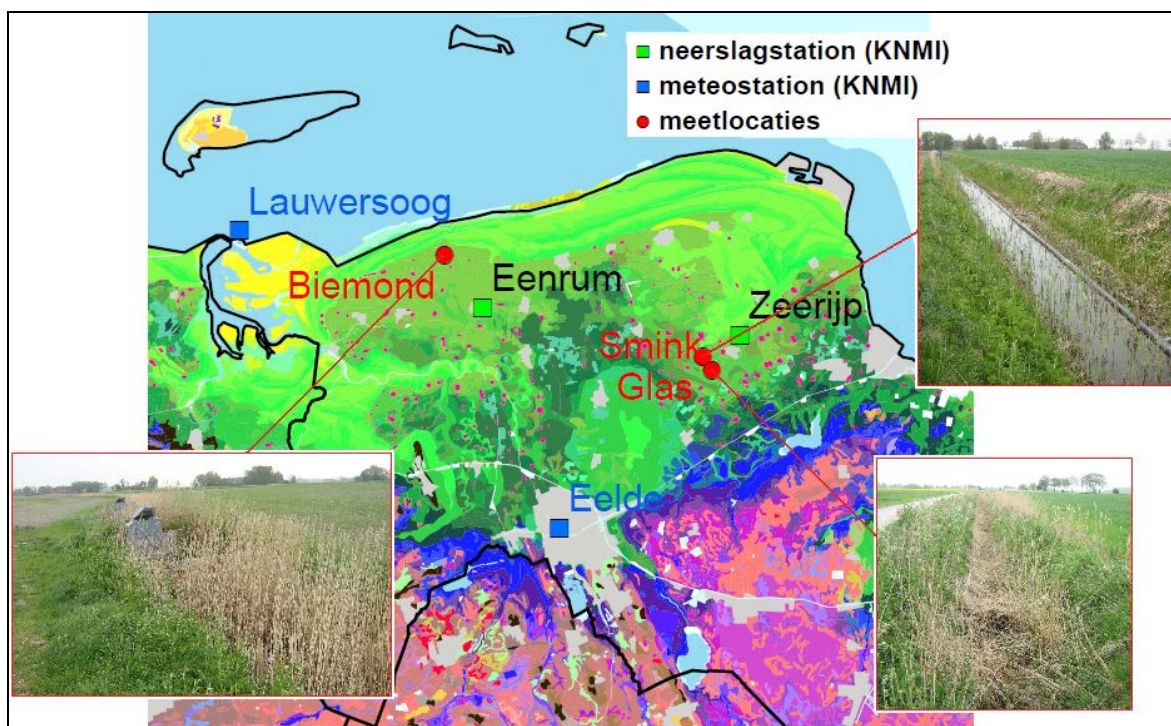 neerslagstation (KNMI)
meteostation (KNMI)
meetlocaties
Lauwersoog
Biemond
Eenrum
Zeerijp
Smink
Glas
Eelde